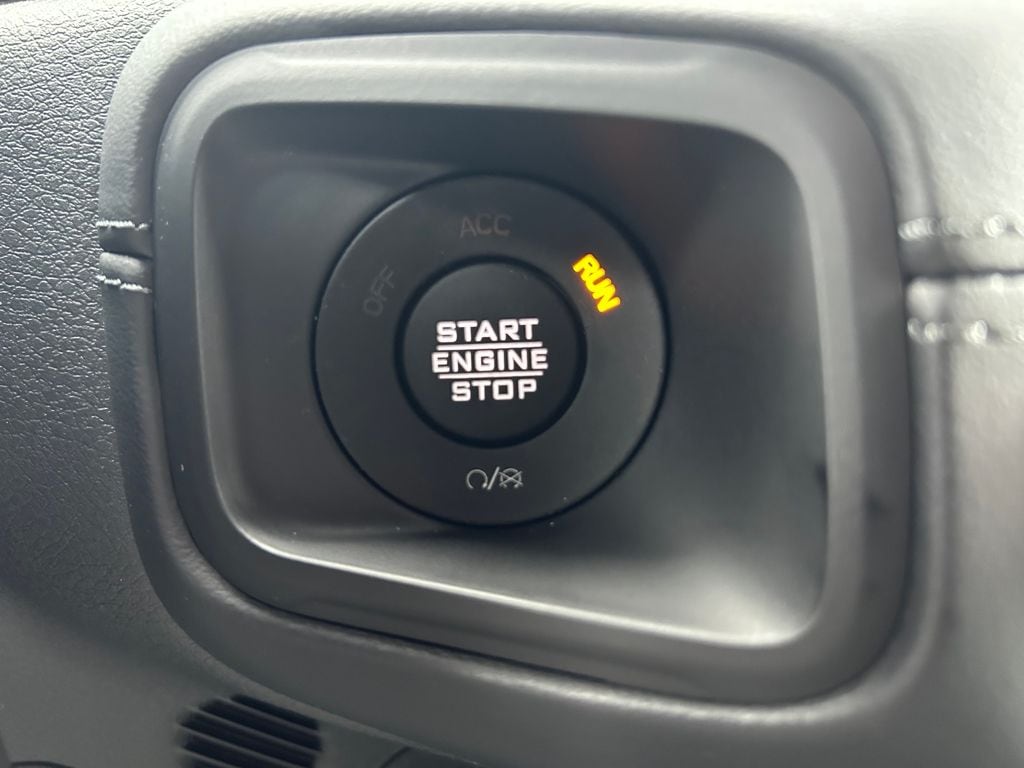 ACC
OFF
RUN
START
ENGINE
STOP